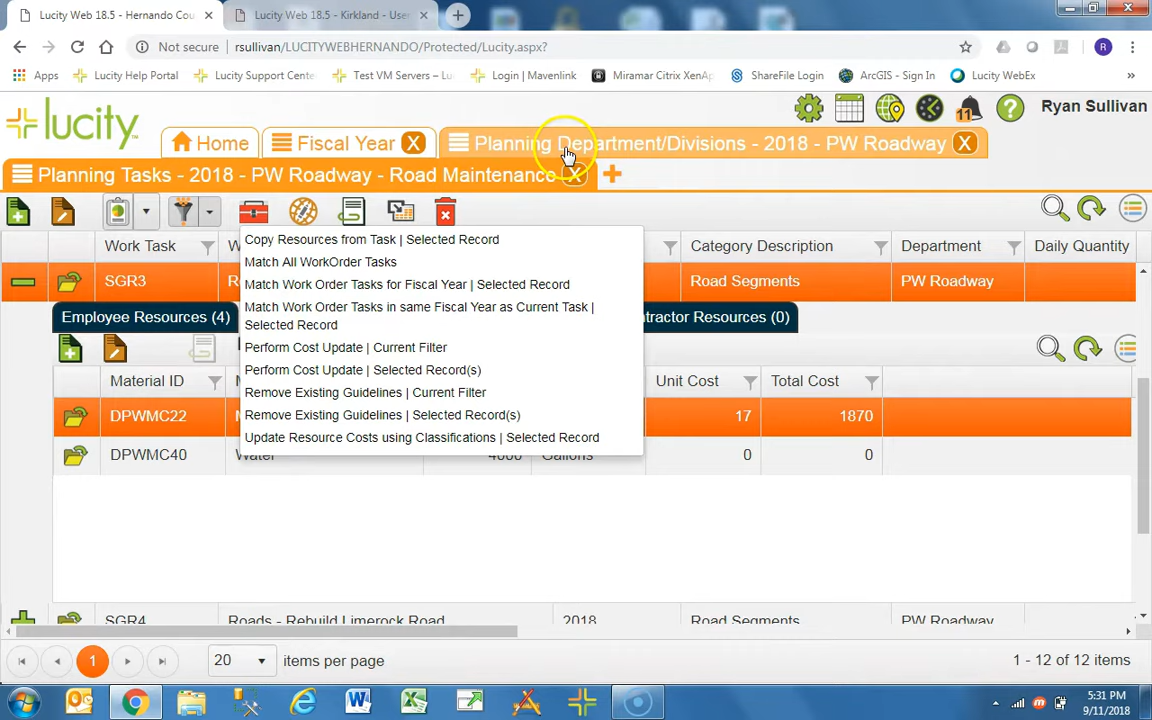 Lucity Web 18.5 - Hernando Cou
Lucity Web 18.5 - Kirkland - Use
Not secure
rsullivan/LUCITYWEBHERNANDO/Protected/Lucity.aspx?
R
Apps
Lucity Help Portal
Lucity Support Cente
Test VM Servers – Lu
Login | Mavenlink
Miramar Citrix XenAp
ShareFile Login
ArcGIS - Sign In
Lucity WebEx
»
lucity
11
Ryan Sullivan
Home
Fiscal Year
X
Planning Department/Divisions - 2018 - PW Roadway
X
Planning Tasks - 2018 - PW Roadway - Road Maintenance
X
Work Task
W
Category Description
Department
Daily Quantity
SGR3
R
Road Segments
PW Roadway
Copy Resources from Task | Selected Record
Match All WorkOrder Tasks
Match Work Order Tasks for Fiscal Year | Selected Record
Match Work Order Tasks in same Fiscal Year as Current Task |
Selected Record
Perform Cost Update | Current Filter
Perform Cost Update | Selected Record(s)
Remove Existing Guidelines | Current Filter
Remove Existing Guidelines | Selected Record(s)
Update Resource Costs using Classifications | Selected Record
Employee Resources (4)
tractor Resources (0)
Material ID
Unit Cost
Total Cost
DPWMC22
17
1870
DPWMC40
Water
4000
Gallons
0
0
SGR4
Roads - Rebuild Limerock Road
2018
Road Segments
PW Roadway
1
20
items per page
1 - 12 of 12 items
5:31 PM
9/11/2018